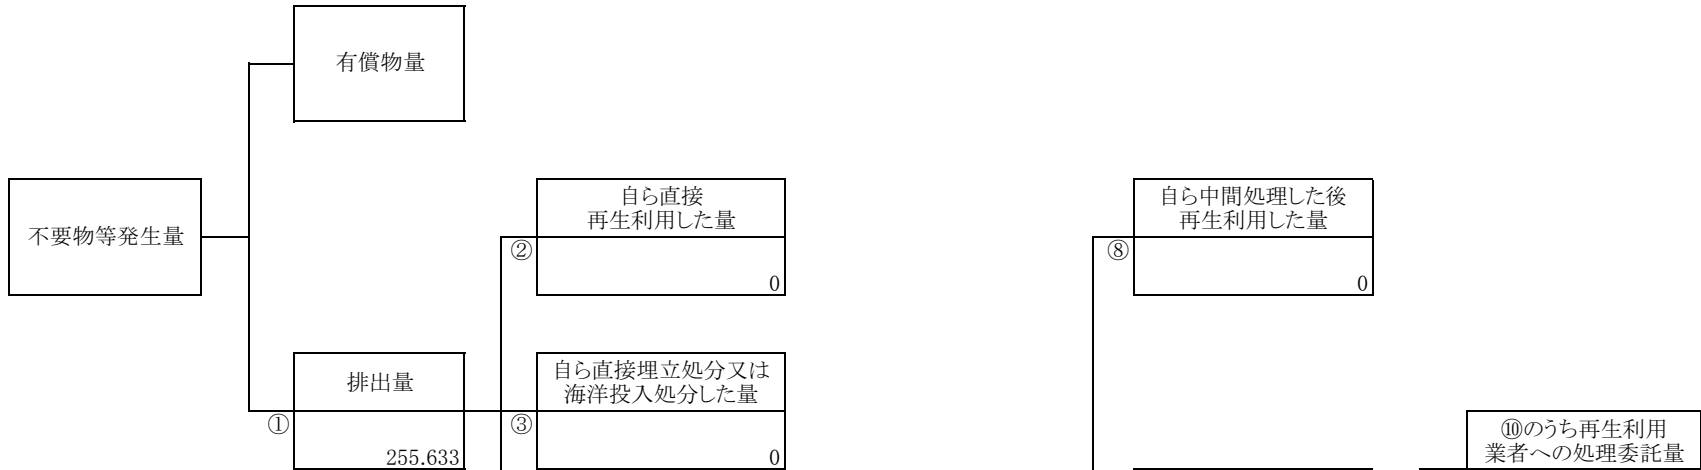 有償物量
不要物等発生量
自ら直接
再生利用した量
②
0
自ら中間処理した後
再生利用した量
⑧
0
排出量
①
255.633
自ら直接埋立処分又は
海洋投入処分した量
③
0
⑩のうち再生利用
業者への処理委託量